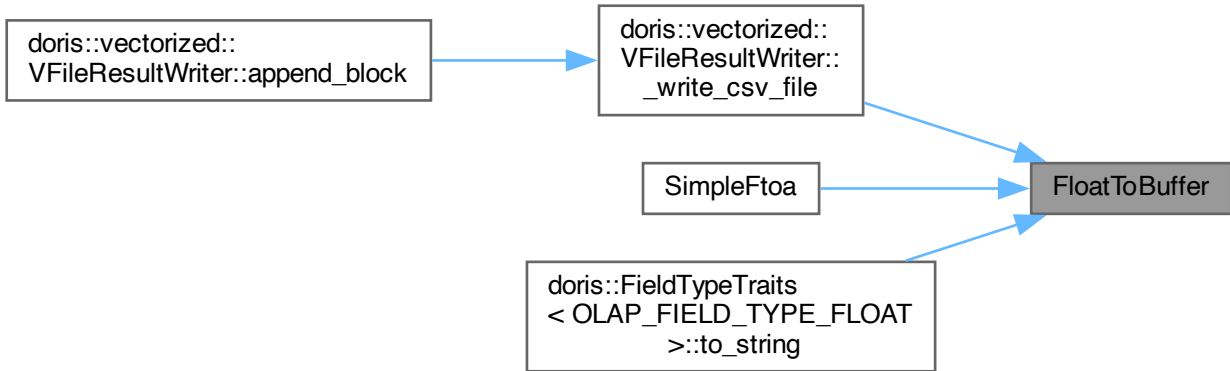 doris::vectorized::
VFileResultWriter::append_block
doris::vectorized::
VFileResultWriter::
_write_csv_file
SimpleFtoa
FloatToBuffer
doris::FieldTypeTraits
< OLAP_FIELD_TYPE_FLOAT
>::to_string